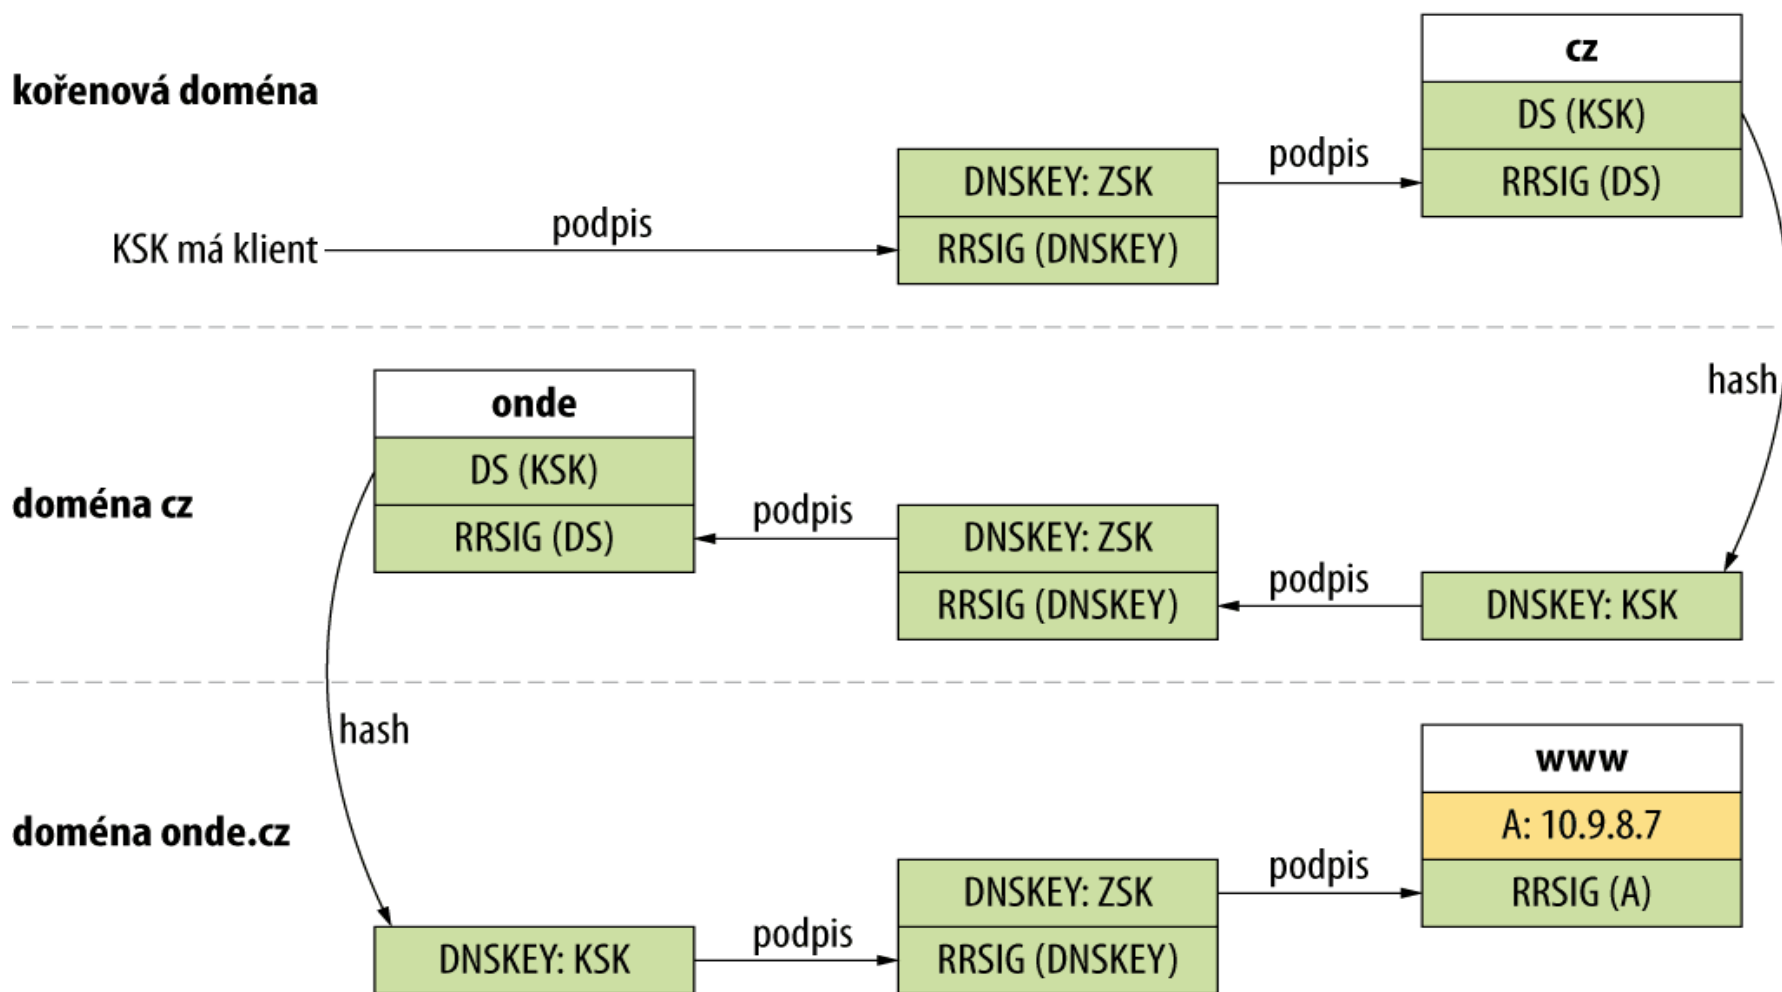 kořenová doména
cz
DS (KSK)
RRSIG (DS)
podpis
DNSKEY: ZSK
RRSIG (DNSKEY)
podpis
KSK má klient
hash
doména cz
onde
DS (KSK)
RRSIG (DS)
podpis
DNSKEY: ZSK
RRSIG (DNSKEY)
podpis
DNSKEY: KSK
hash
doména onde.cz
DNSKEY: KSK
podpis
DNSKEY: ZSK
RRSIG (DNSKEY)
podpis
www
A: 10.9.8.7
RRSIG (A)